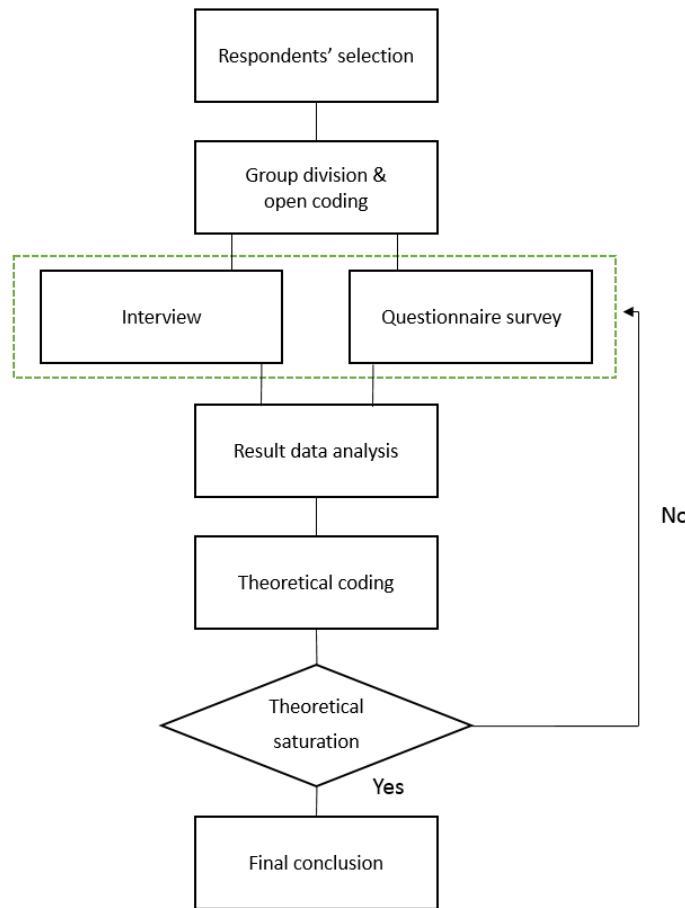 Respondents’ selection
Group division &
open coding
Interview
Questionnaire survey
Result data analysis
Theoretical coding
No
Theoretical
saturation
Yes
Final conclusion